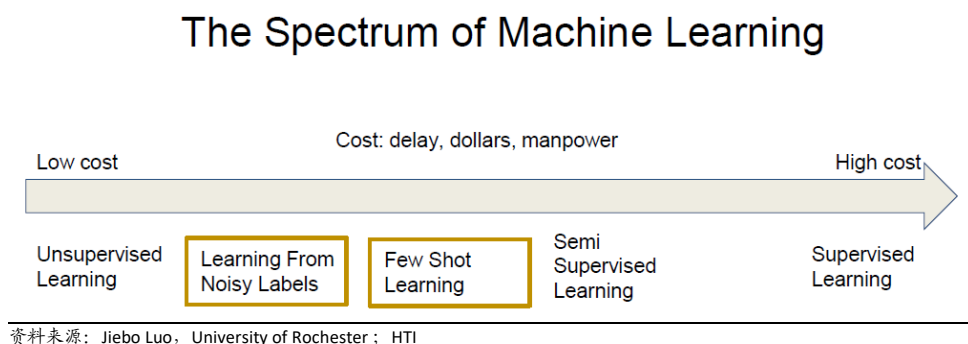 The Spectrum of Machine Learning
Cost: delay, dollars, manpower
Low cost
High cost
Unsupervised
Learning
Learning From
Noisy Labels
Few Shot
Learning
Semi
Supervised
Learning
Supervised
Learning
资料来源：Jiebo Luo，University of Rochester； HTI